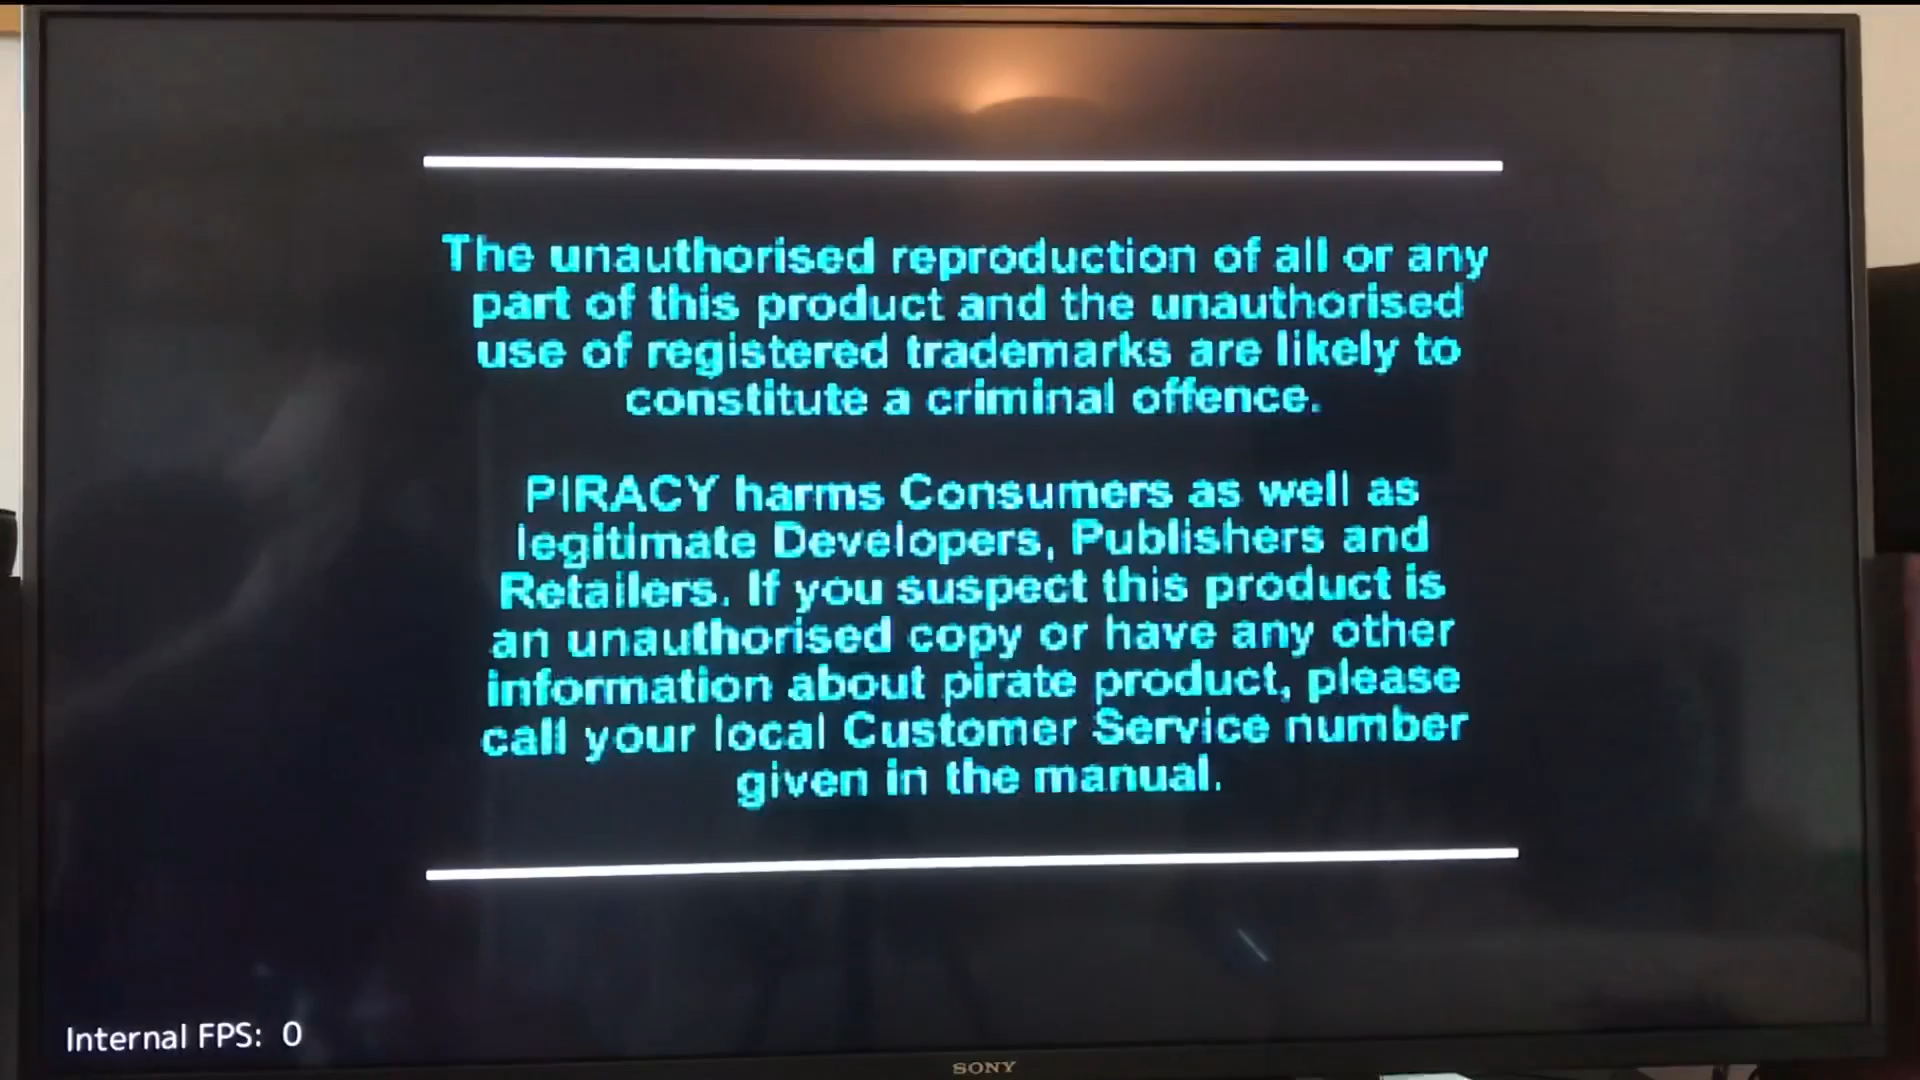 The unauthorised reproduction of all or any
part of this product and the unauthorised
use of registered trademarks are likely to
constitute a criminal offence.
PIRACY harms Consumers as well as
legitimate Developers, Publishers and
Retailers. If you suspect this product is
an unauthorised copy or have any other
information about pirate product, please
call your local Customer Service number
given in the manual.
Internal FPS: 0
SONY